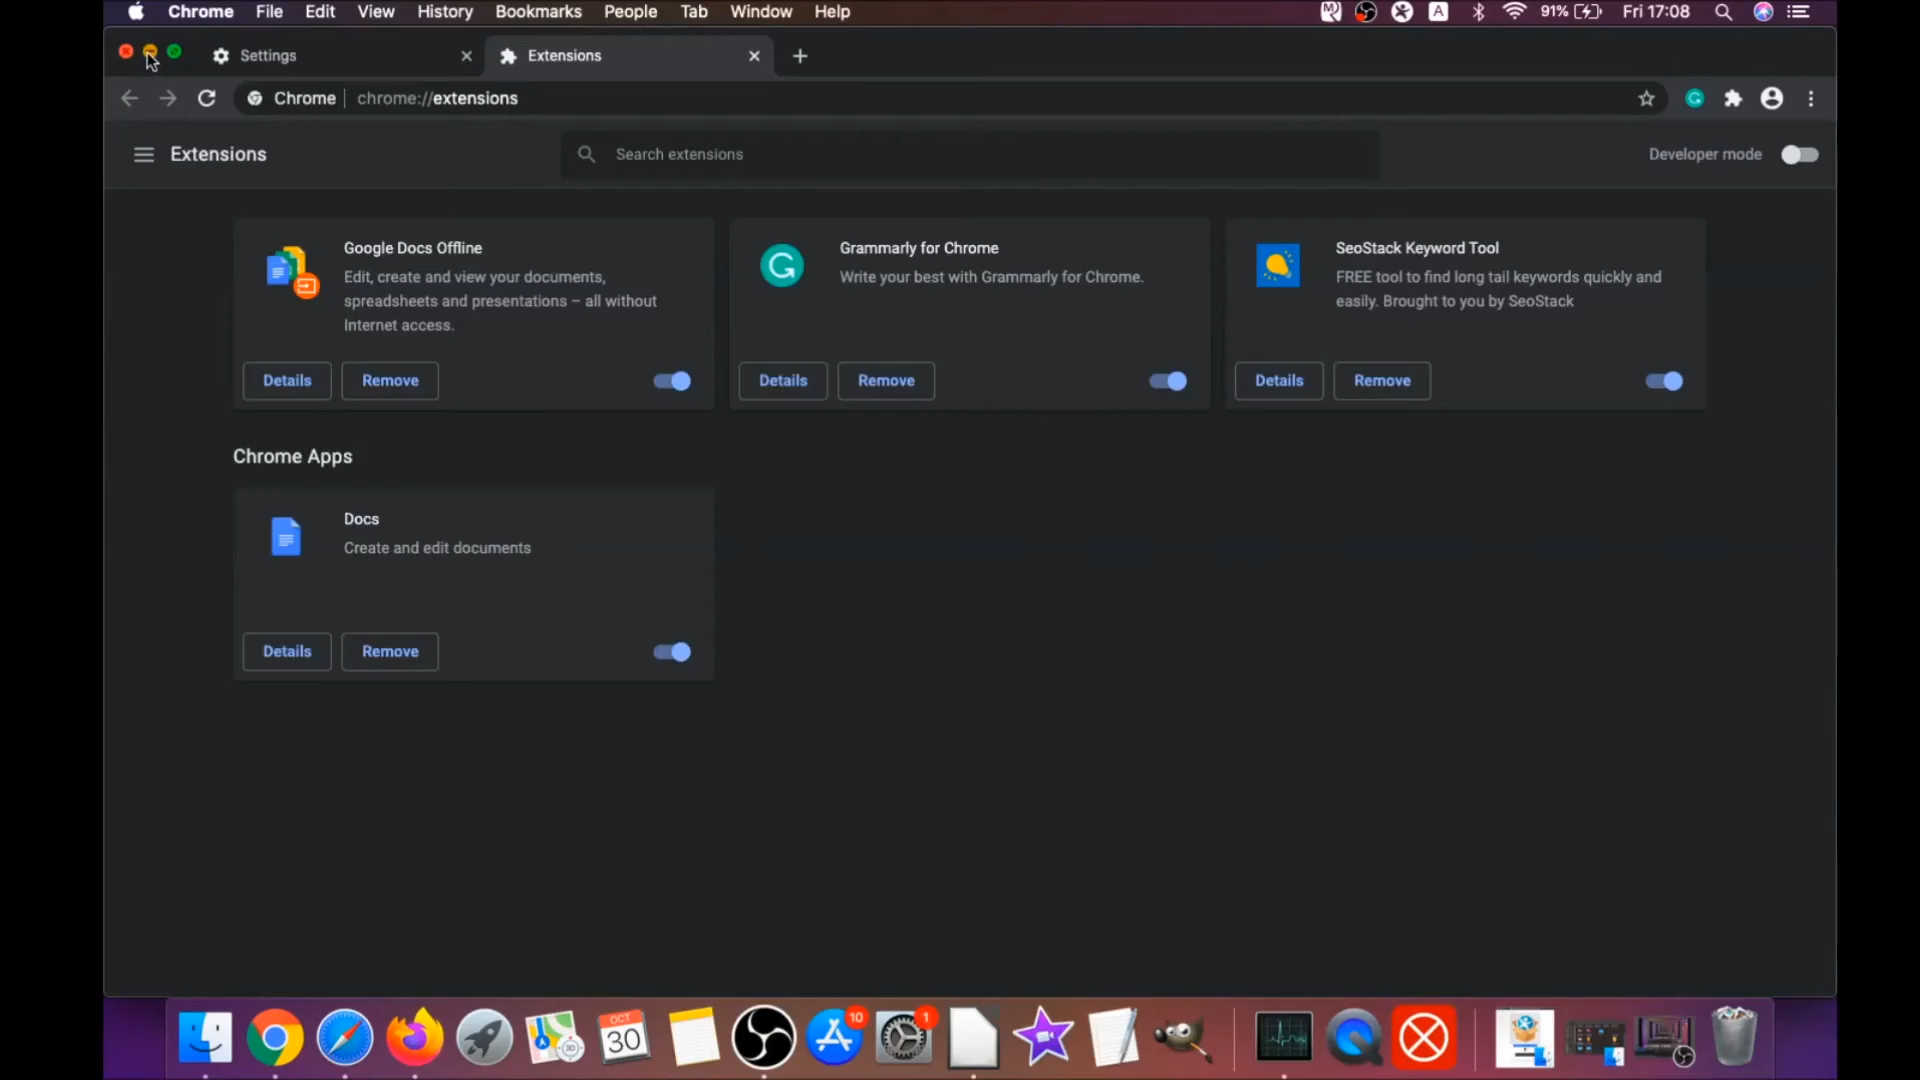 Chrome File Edit View History Bookmarks People Tab Window Help A 91% Fri 17:08
Settings Extensions
Chrome chrome://extensions
Extensions Search extensions Developer mode
Google Docs Offline
Edit, create and view your documents,
spreadsheets and presentations – all without
Internet access.
Details Remove
Grammarly for Chrome
Write your best with Grammarly for Chrome.
Details Remove
SeoStack Keyword Tool
FREE tool to find long tail keywords quickly and
easily. Brought to you by SeoStack
Details Remove
Chrome Apps
Docs
Create and edit documents
Details Remove
OCT
30
10
1